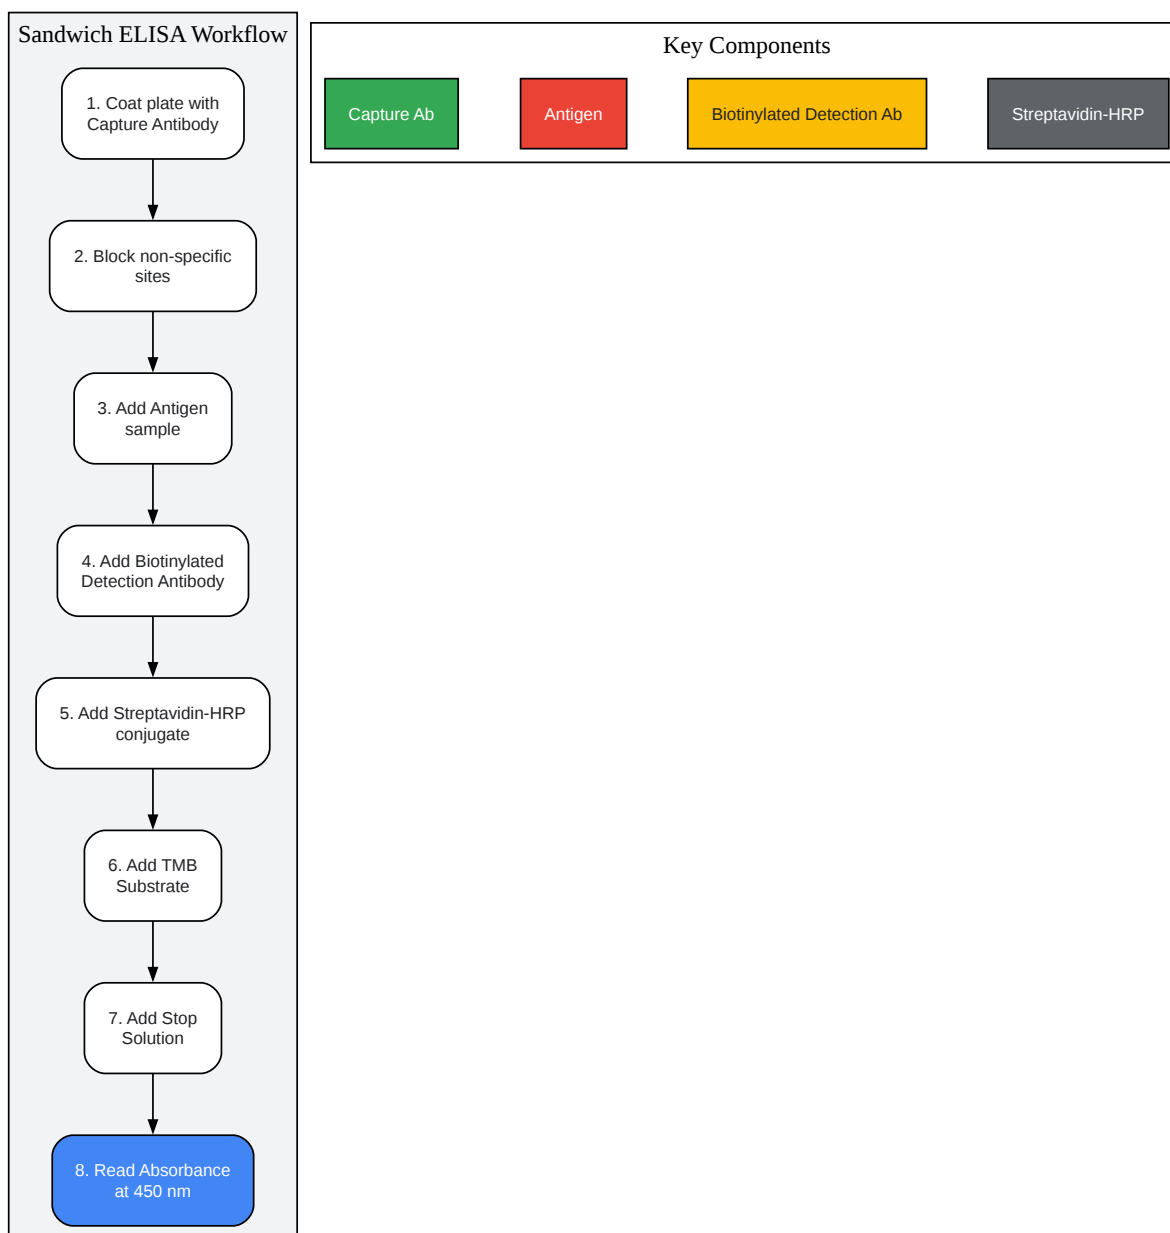 Sandwich ELISA Workflow
1. Coat plate with
Capture Antibody
2. Block non-specific
sites
3. Add Antigen
sample
4. Add Biotinylated
Detection Antibody
5. Add Streptavidin-HRP
conjugate
6. Add TMB
Substrate
7. Add Stop
Solution
8. Read Absorbance
at 450 nm
Key Components
Capture Ab
Antigen
Biotinylated Detection Ab
Streptavidin-HRP